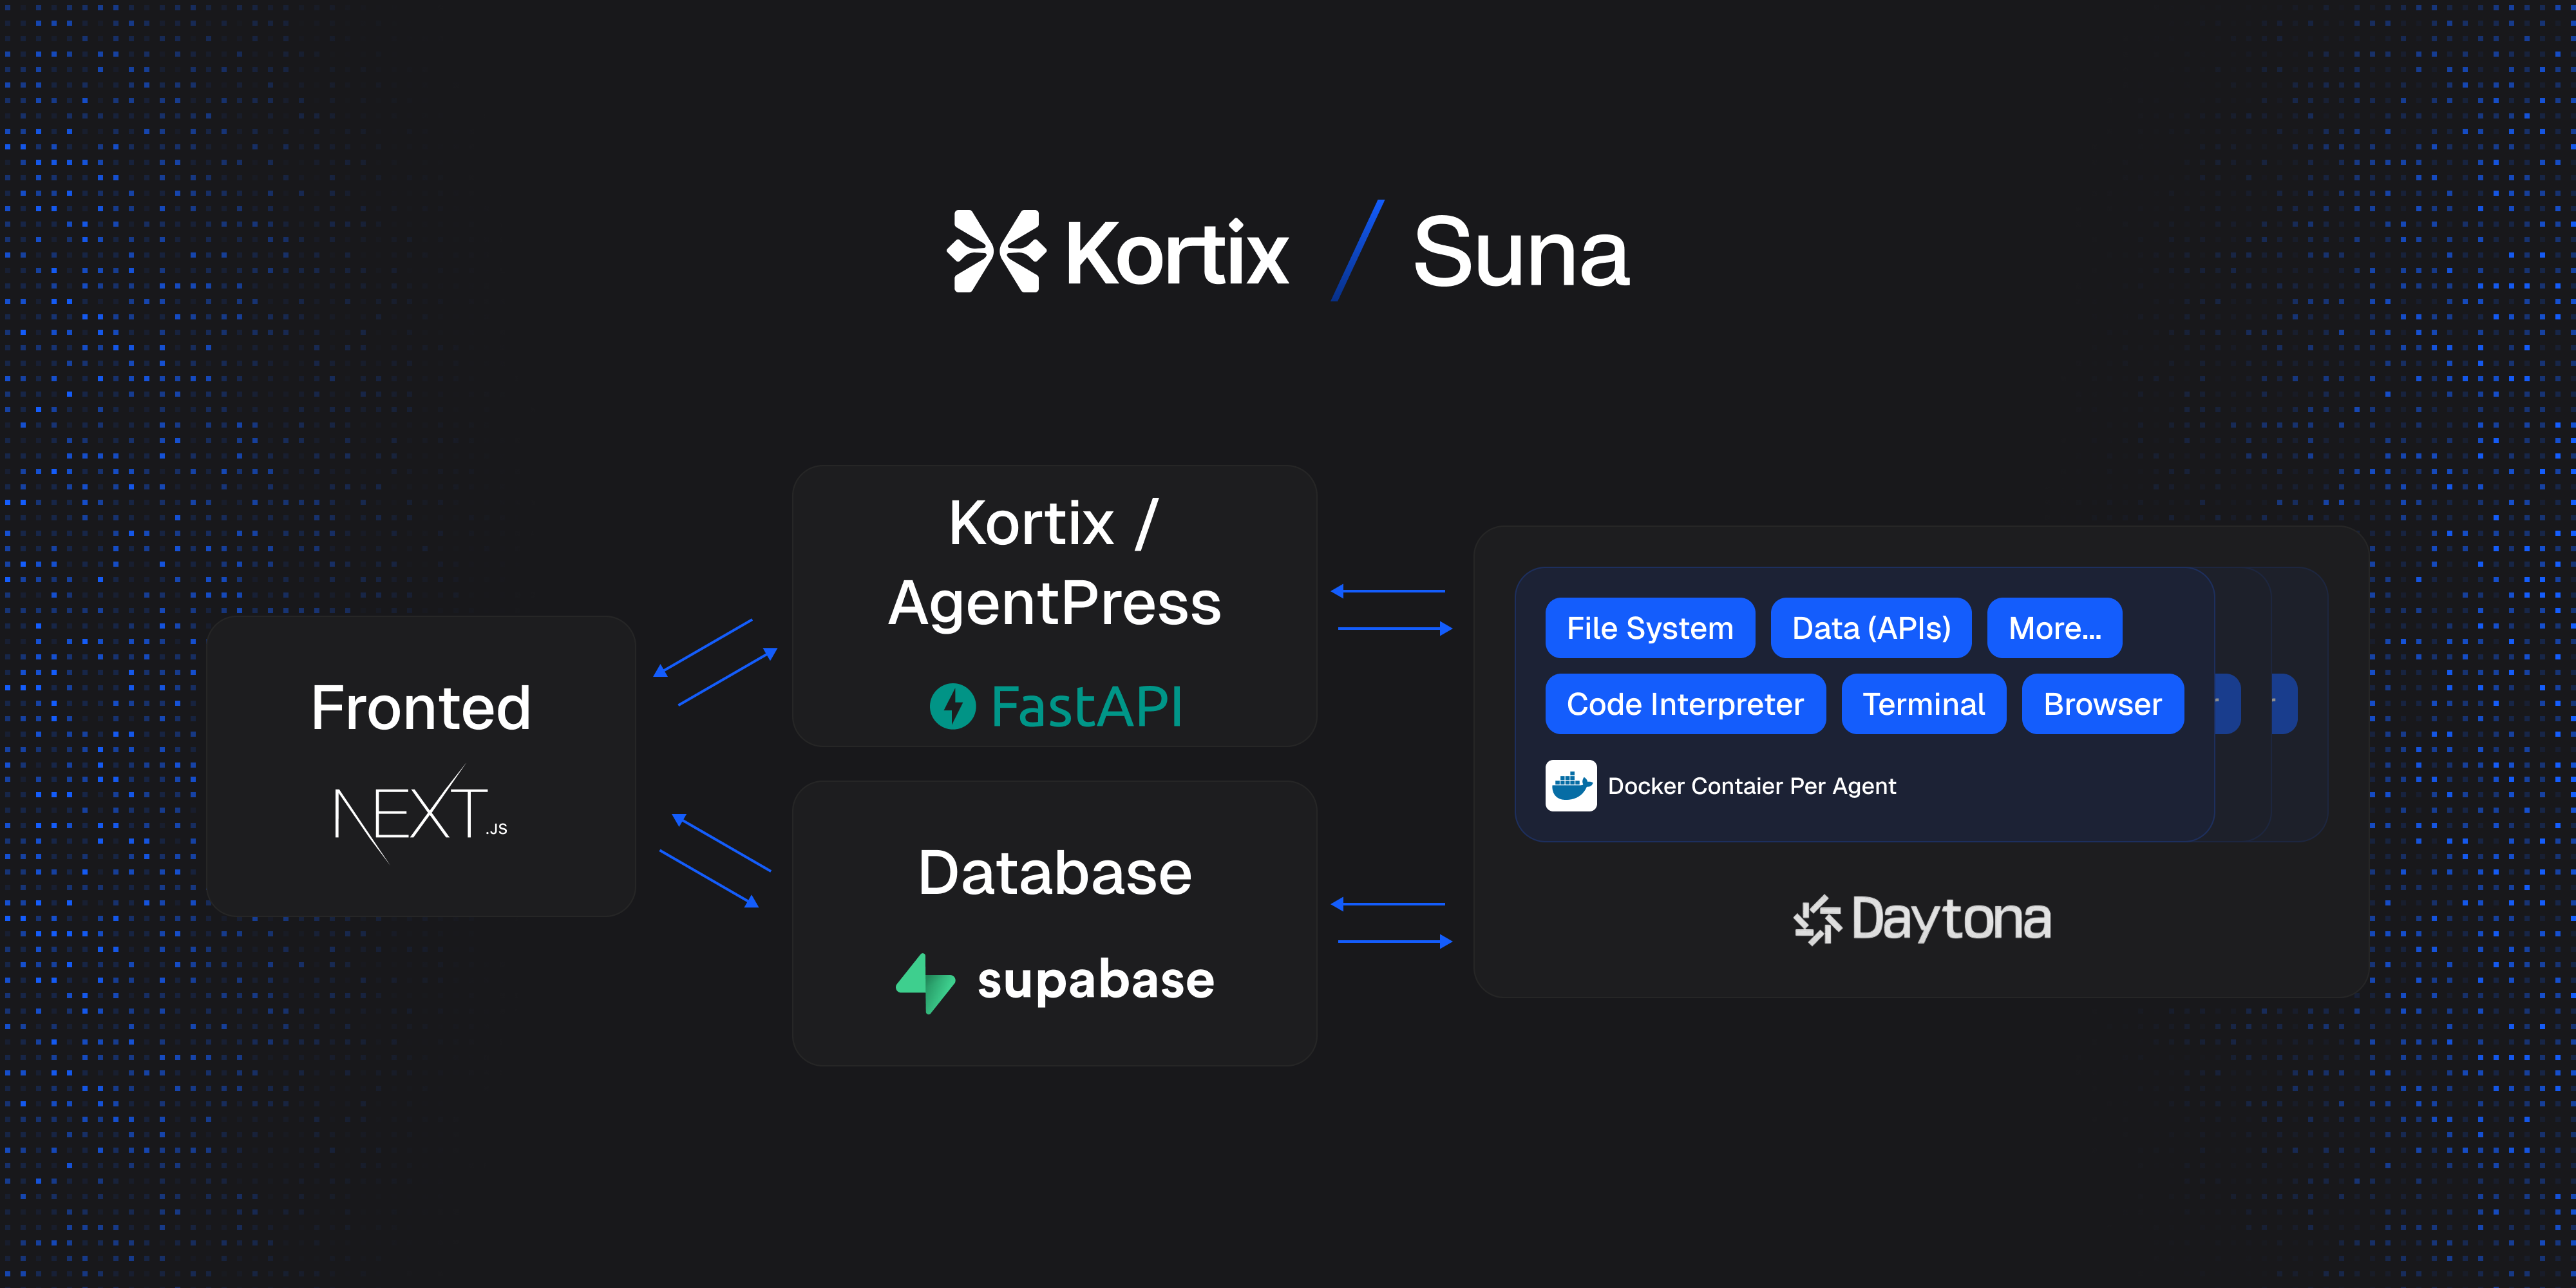 Kortix / Suna
Kortix /
AgentPress
FastAPI
Fronted
NEXT.JS
Database
supabase
File System
Data (APIs)
More...
Code Interpreter
Terminal
Browser
Docker Contaier Per Agent
Daytona